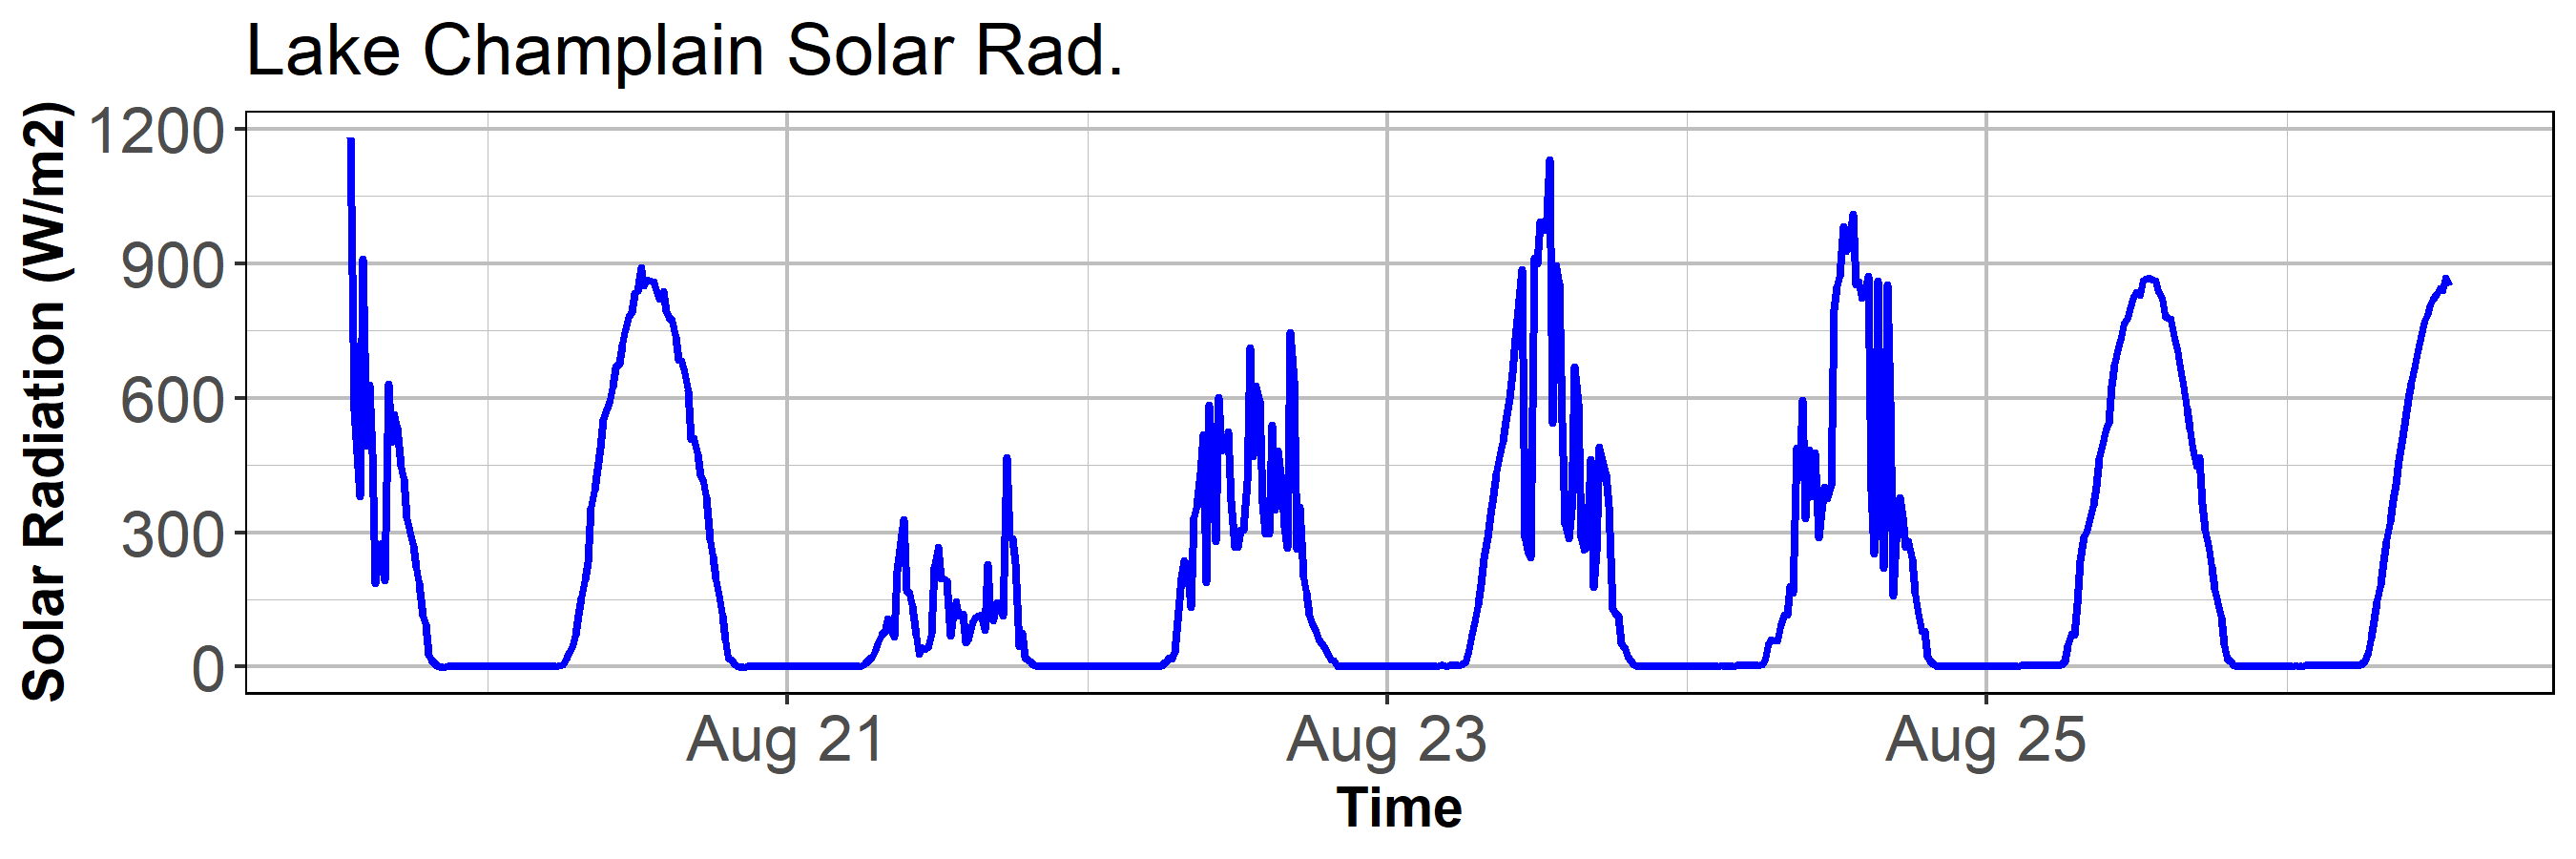 Lake Champlain Solar Rad.
Solar Radiation (W/m2)
1200
900
600
300
0
Aug 21
Aug 23
Aug 25
Time